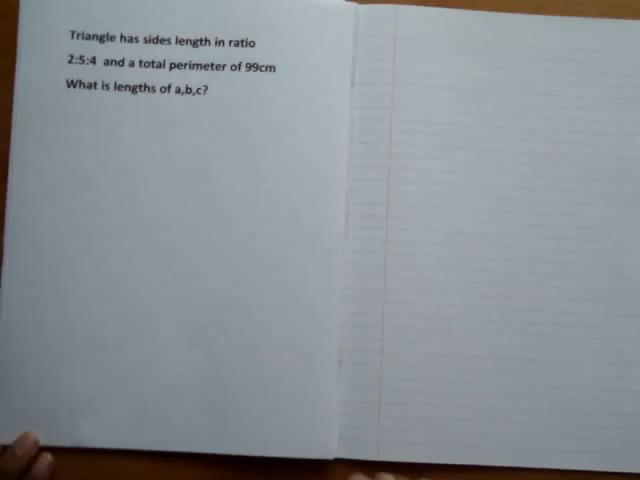 Triangle has sides length in ratio
2:5:4 and a total perimeter of 99cm
What is lengths of a,b,c?